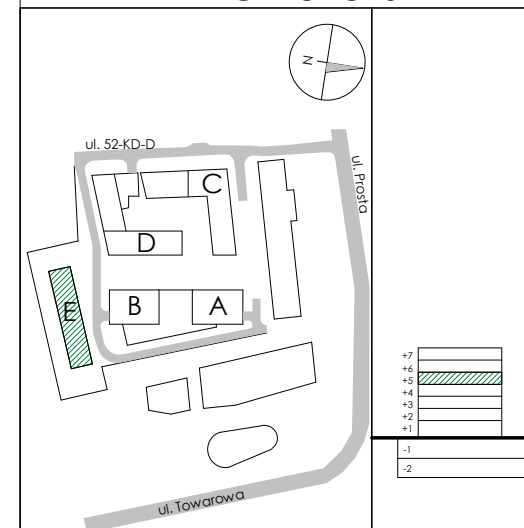 N
ul. 52-KD-D
ul. Prosta
C
D
E
B
A
ul. Towarowa
+7
+6
+5
+4
+3
+2
+1
-1
-2